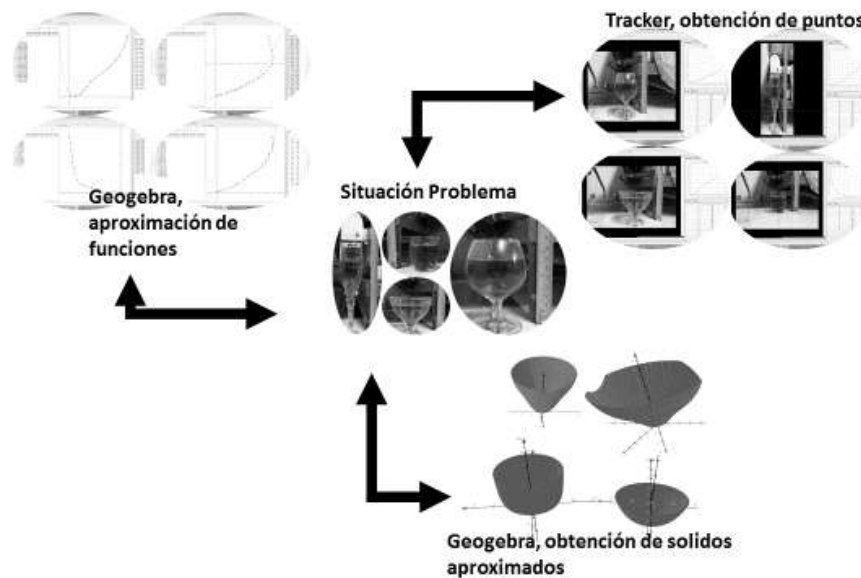 Tracker, obtención de puntos
Geogebra,
aproximación de
funciones
Situación Problema
Geogebra, obtención de solidos
aproximados